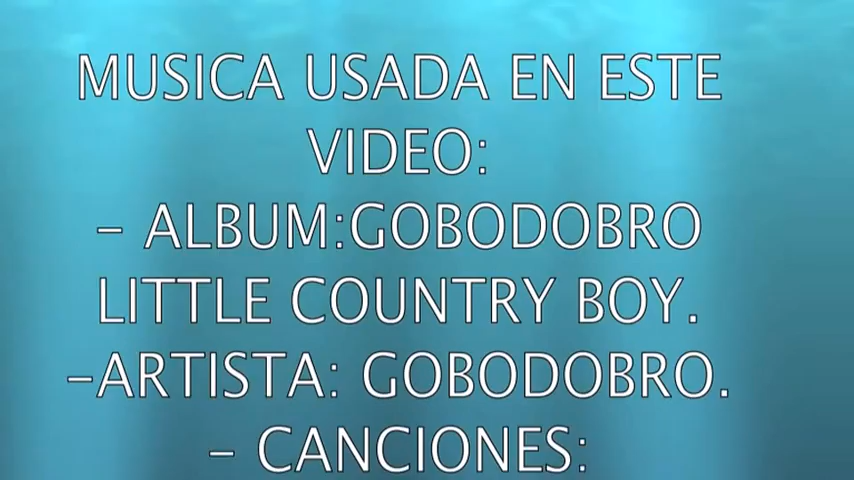 MUSICA USADA EN ESTE
VIDEO:
- ALBUM:GOBODOBRO
LITTLE COUNTRY BOY.
-ARTISTA: GOBODOBRO.
- CANCIONES: